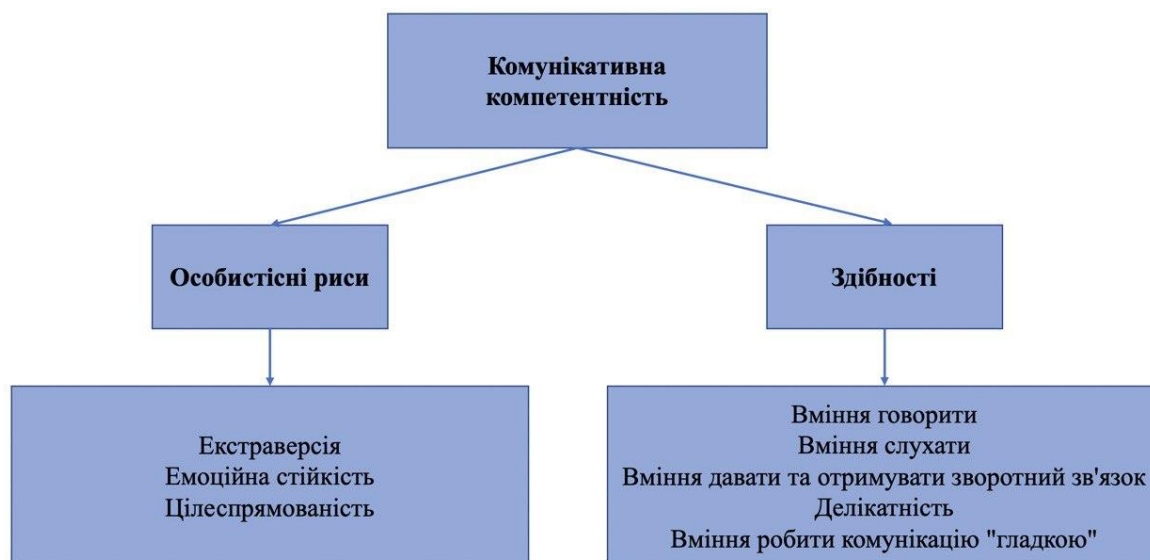 Комунікативна
компетентність
Особистісні риси
Здібності
Екстраверсія
Емоційна стійкість
Цілеспрямованість
Вміння говорити
Вміння слухати
Вміння давати та отримувати зворотний зв'язок
Делікатність
Вміння робити комунікацію "гладкою"